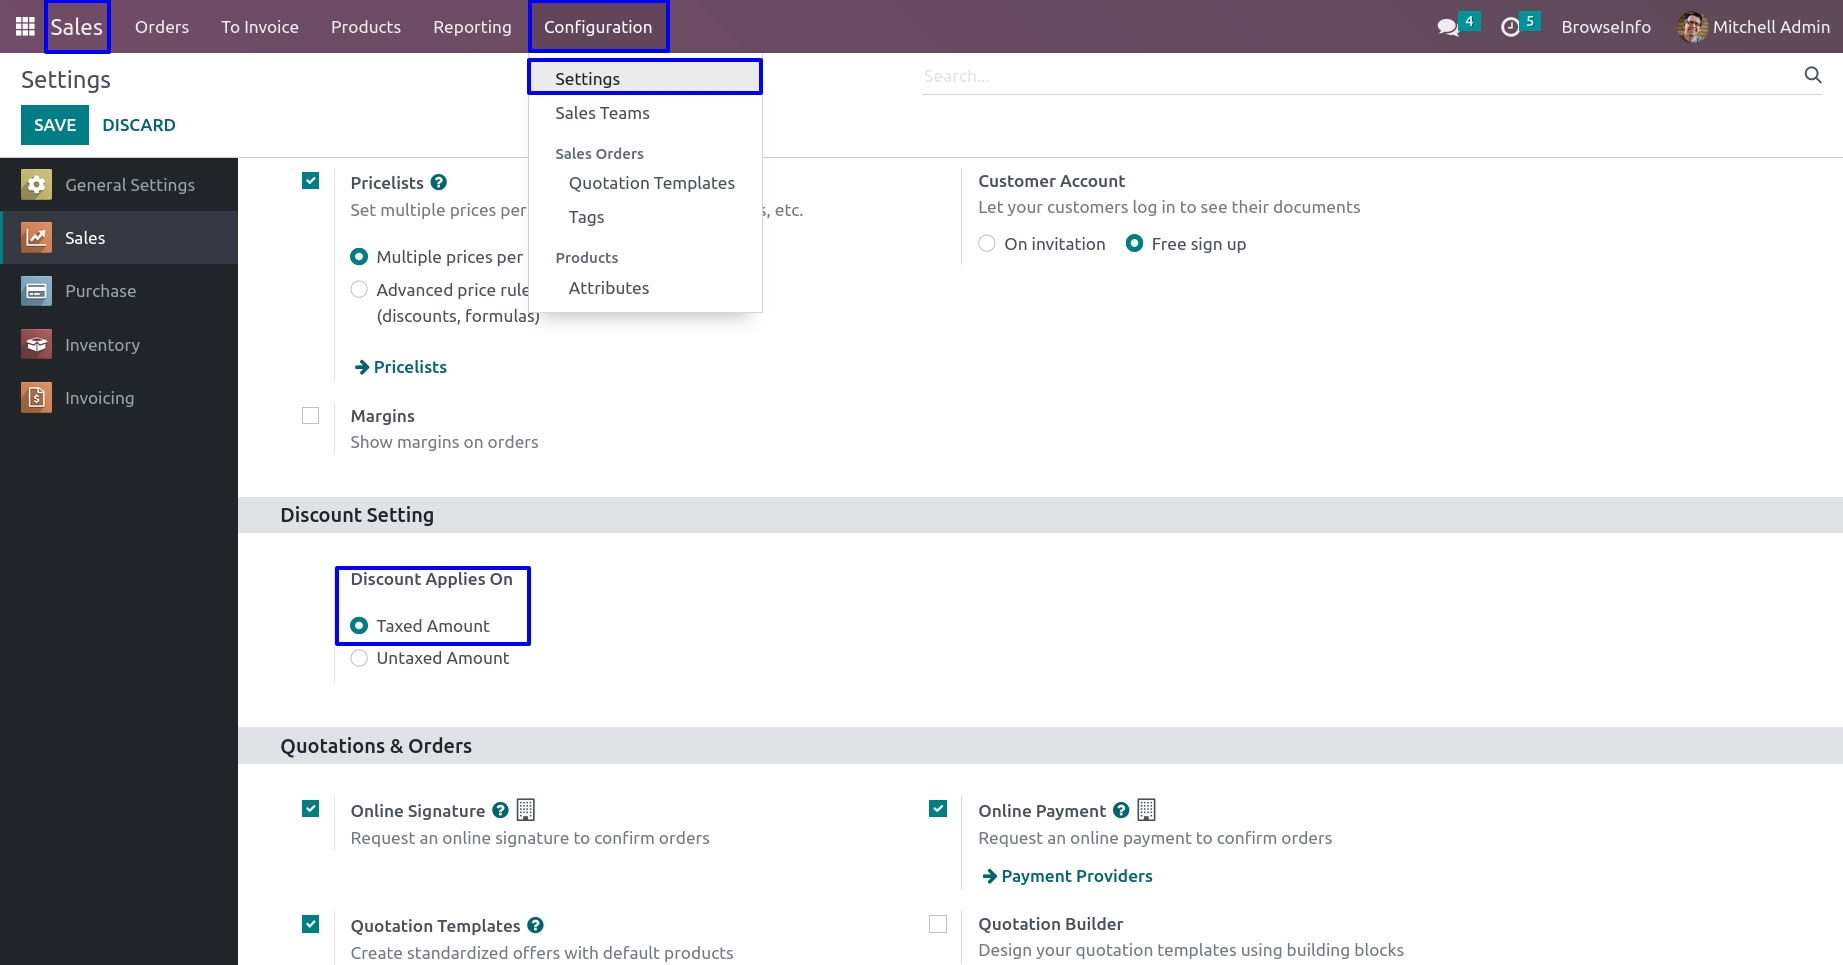 Sales Orders To Invoice Products Reporting Configuration 4 5 BrowseInfo Mitchell Admin
Settings
Search...
SAVE DISCARD
Settings
Sales Teams
Sales Orders
Quotation Templates
Tags
Products
Attributes
General Settings
Sales
Purchase
Inventory
Invoicing
Pricelists ?
Set multiple prices per s, etc.
Multiple prices per
Advanced price rule
(discounts, formulas)
Pricelists
Customer Account
Let your customers log in to see their documents
On invitation Free sign up
Margins
Show margins on orders
Discount Setting
Discount Applies On
Taxed Amount
Untaxed Amount
Quotations & Orders
Online Signature ?
Request an online signature to confirm orders
Online Payment ?
Request an online payment to confirm orders
Payment Providers
Quotation Templates ?
Create standardized offers with default products
Quotation Builder
Design your quotation templates using building blocks